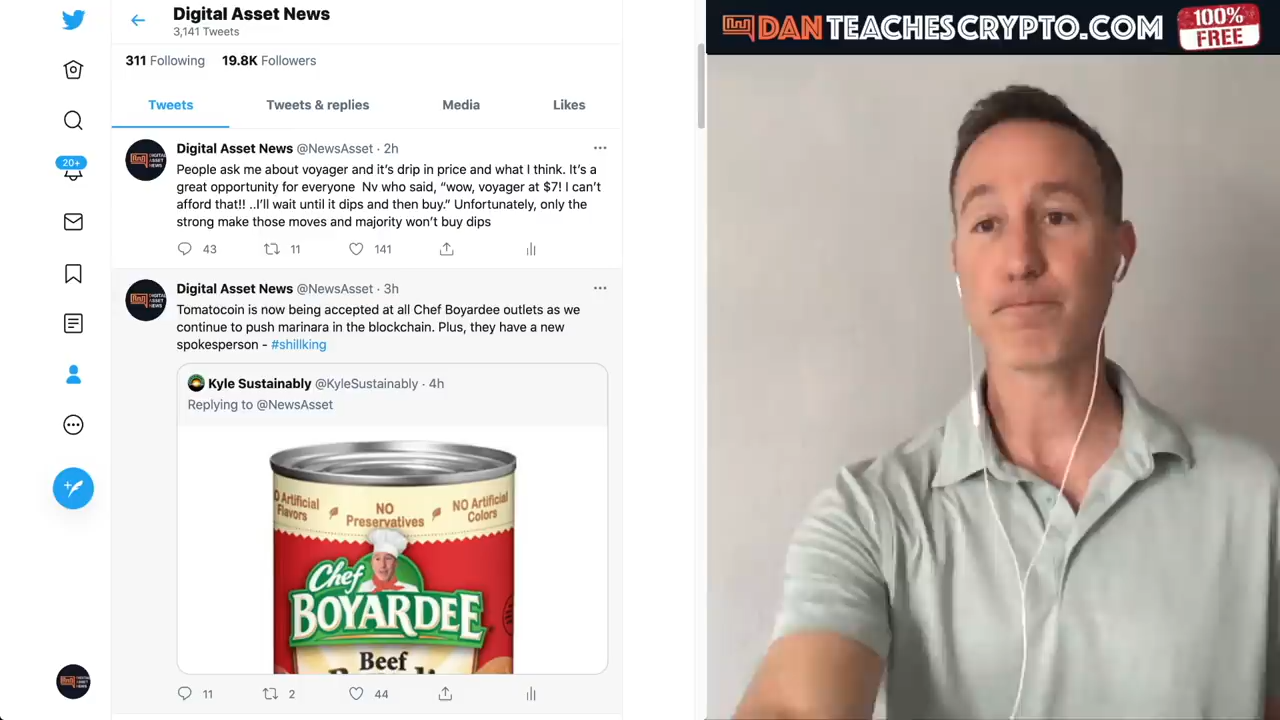 Digital Asset News
3,141 Tweets
311 Following 19.8K Followers
Tweets Tweets & replies Media Likes
20+
Digital Asset News @NewsAsset · 2h
People ask me about voyager and it's drip in price and what I think. It's a
great opportunity for everyone Nv who said, "wow, voyager at $7! I can't
afford that!! ..I'll wait until it dips and then buy." Unfortunately, only the
strong make those moves and majority won't buy dips
43 11 141
Digital Asset News @NewsAsset · 3h
Tomatocoin is now being accepted at all Chef Boyardee outlets as we
continue to push marinara in the blockchain. Plus, they have a new
spokesperson - #shillking
Kyle Sustainably @KyleSustainably · 4h
Replying to @NewsAsset
O Artificial
Flavors
NO
Preservatives
NO Artificial
Colors
Chef
BOYARDEE
Beef
11 2 44
DANTEACHESCRYPTO.COM
100%
FREE